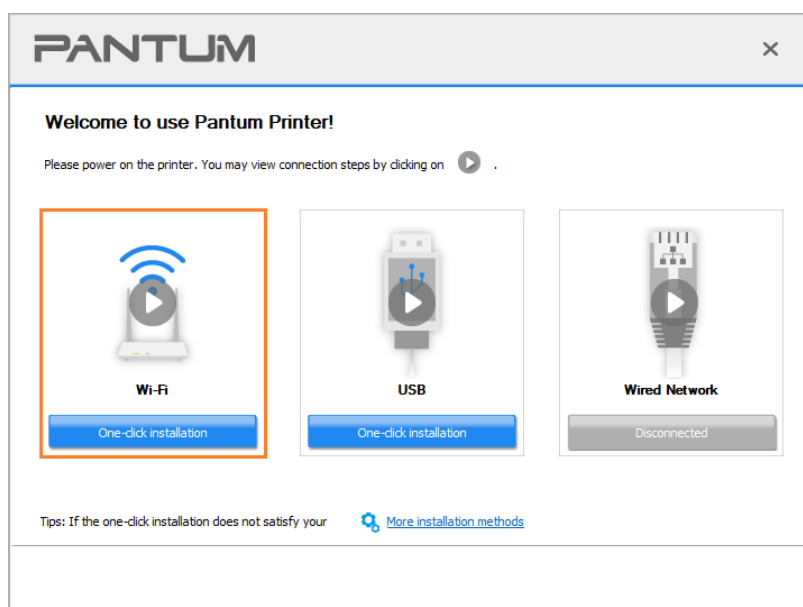 PANTUM
Welcome to use Pantum Printer!
Please power on the printer. You may view connection steps by clicking on .
Wi-Fi
USB
Wired Network
One-click installation
One-click installation
Disconnected
Tips: If the one-click installation does not satisfy your
More installation methods